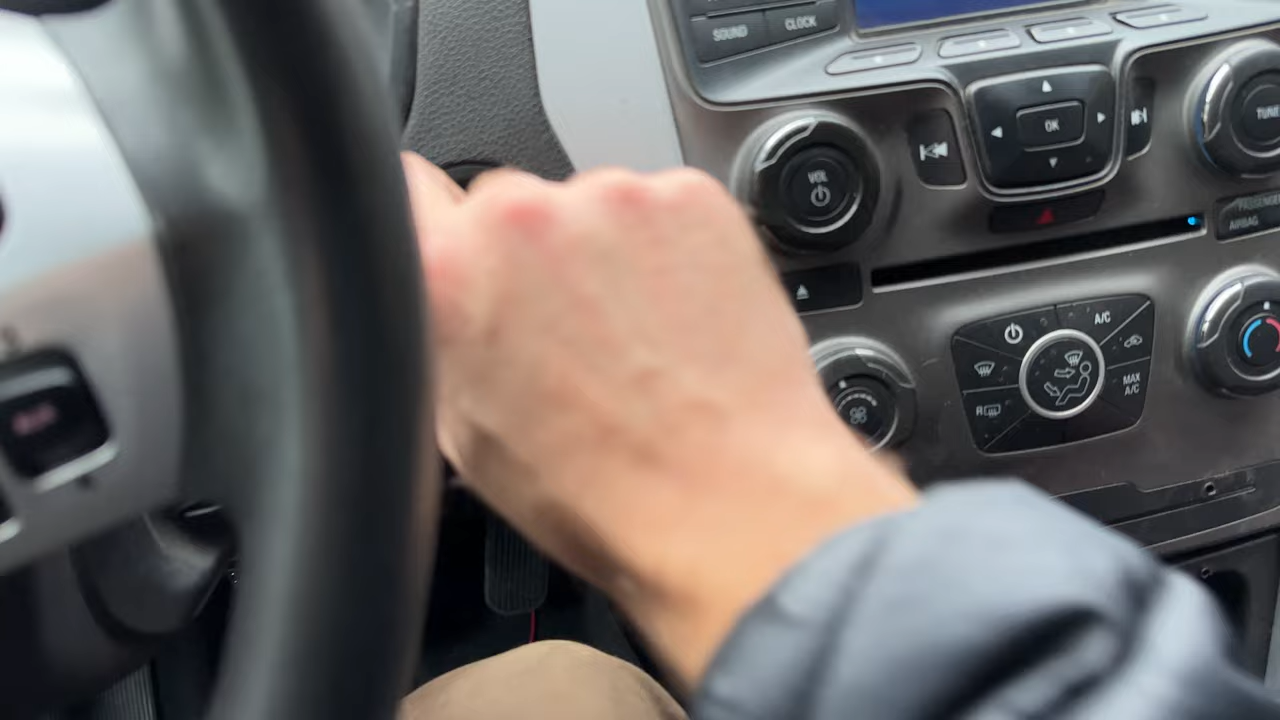 SOUND
CLOCK
OK
VOL
TUNE
PASSENGER
AIRBAG
A/C
MAX
A/C
R